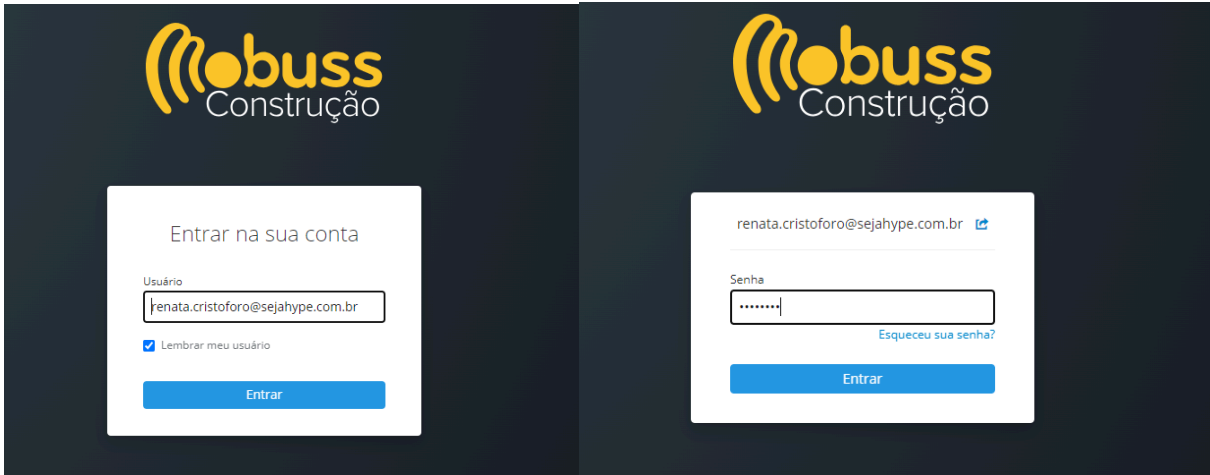 mobuss
Construção
Entrar na sua conta
Usuário
renata.cristoforo@sejahype.com.br
Lembrar meu usuário
Entrar
mobuss
Construção
renata.cristoforo@sejahype.com.br
Senha
••••••••
Esqueceu sua senha?
Entrar